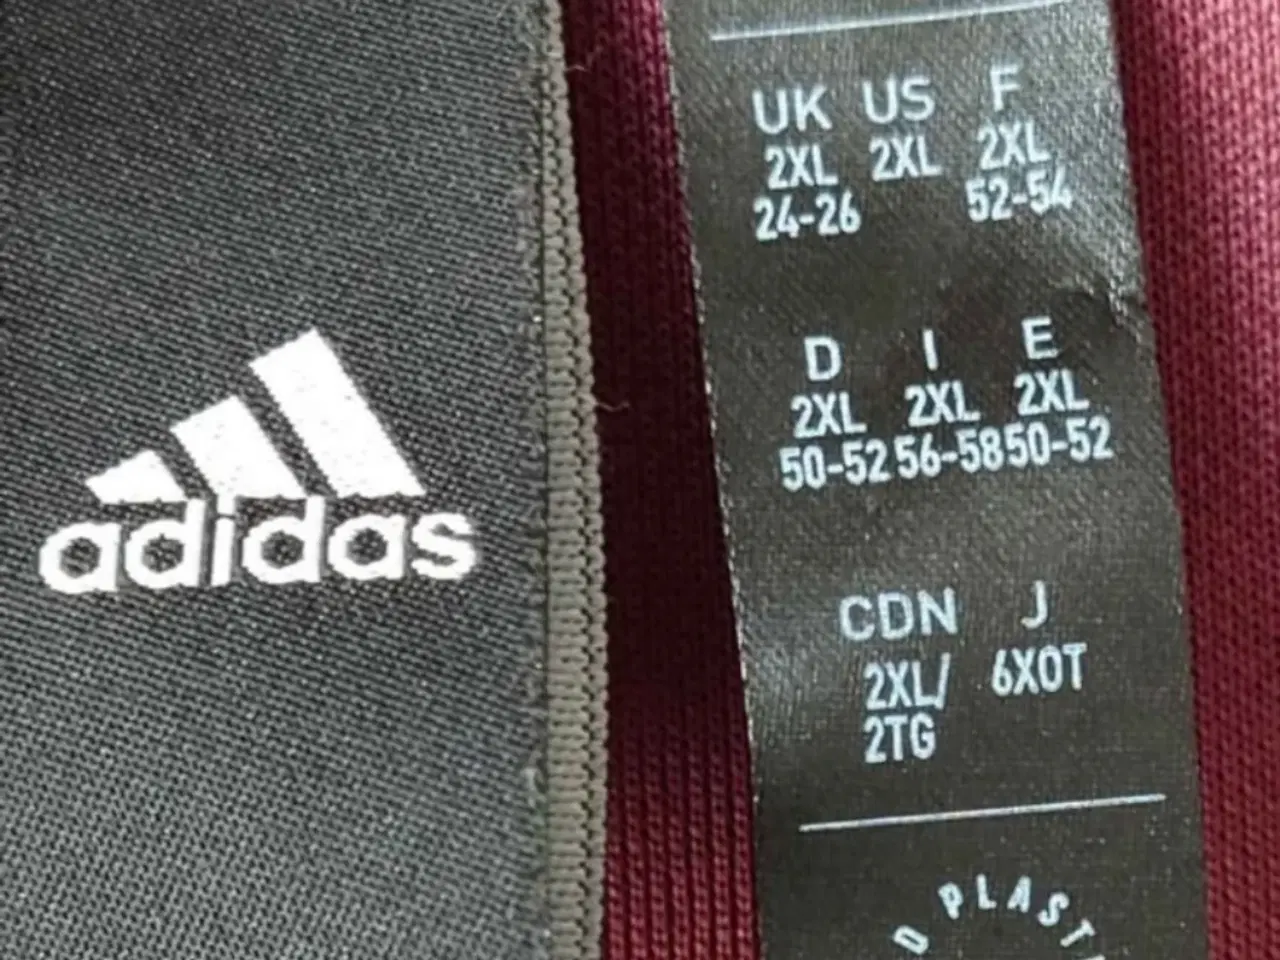 adidas
UK US F
2XL 2XL 2XL
24-26 52-54
D I E
2XL 2XL 2XL
50-52 56-58 50-52
CDN J
2XL/ 6XOT
2TG